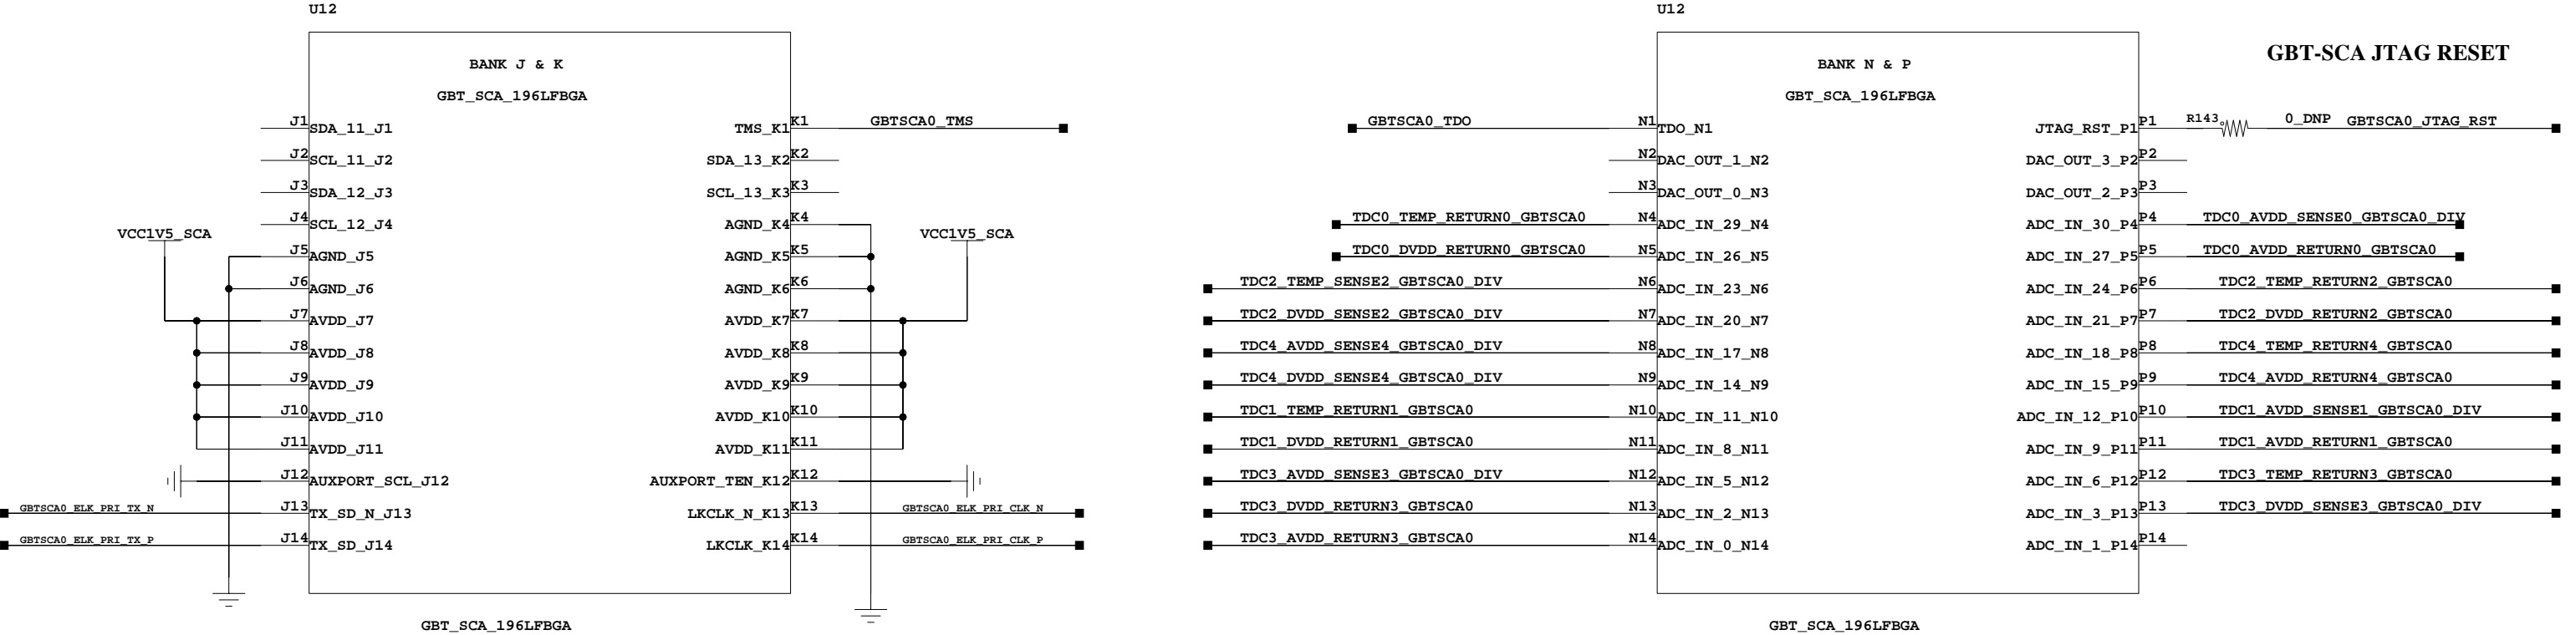 U12
BANK J & K
GBT_SCA_196LFBGA
J1 SDA_11_J1 TMS_K1 K1 GBTSCA0_TMS
J2 SCL_11_J2 SDA_13_K2 K2
J3 SDA_12_J3 SCL_13_K3 K3
J4 SCL_12_J4 AGND_K4 K4
VCC1V5_SCA VCC1V5_SCA
J5 AGND_J5 AGND_K5 K5
J6 AGND_J6 AGND_K6 K6
J7 AVDD_J7 AVDD_K7 K7
J8 AVDD_J8 AVDD_K8 K8
J9 AVDD_J9 AVDD_K9 K9
J10 AVDD_J10 AVDD_K10 K10
J11 AVDD_J11 AVDD_K11 K11
J12 AUXPORT_SCL_J12 AUXPORT_TEN_K12 K12
GBTSCA0_ELK_PRI_TX_N J13 TX_SD_N_J13 LKCLK_N_K13 K13 GBTSCA0_ELK_PRI_CLK_N
GBTSCA0_ELK_PRI_TX_P J14 TX_SD_J14 LKCLK_K14 K14 GBTSCA0_ELK_PRI_CLK_P
GBT_SCA_196LFBGA
U12
GBT-SCA JTAG RESET
BANK N & P
GBT_SCA_196LFBGA
GBTSCA0_TDO N1 TDO_N1 JTAG_RST_P1 P1 R143 0_DNP GBTSCA0_JTAG_RST
N2 DAC_OUT_1_N2 DAC_OUT_3_P2 P2
N3 DAC_OUT_0_N3 DAC_OUT_2_P3 P3
TDC0_TEMP_RETURN0_GBTSCA0 N4 ADC_IN_29_N4 ADC_IN_30_P4 P4 TDC0_AVDD_SENSE0_GBTSCA0_DIV
TDC0_DVDD_RETURN0_GBTSCA0 N5 ADC_IN_26_N5 ADC_IN_27_P5 P5 TDC0_AVDD_RETURN0_GBTSCA0
TDC2_TEMP_SENSE2_GBTSCA0_DIV N6 ADC_IN_23_N6 ADC_IN_24_P6 P6 TDC2_TEMP_RETURN2_GBTSCA0
TDC2_DVDD_SENSE2_GBTSCA0_DIV N7 ADC_IN_20_N7 ADC_IN_21_P7 P7 TDC2_DVDD_RETURN2_GBTSCA0
TDC4_AVDD_SENSE4_GBTSCA0_DIV N8 ADC_IN_17_N8 ADC_IN_18_P8 P8 TDC4_TEMP_RETURN4_GBTSCA0
TDC4_DVDD_SENSE4_GBTSCA0_DIV N9 ADC_IN_14_N9 ADC_IN_15_P9 P9 TDC4_AVDD_RETURN4_GBTSCA0
TDC1_TEMP_RETURN1_GBTSCA0 N10 ADC_IN_11_N10 ADC_IN_12_P10 P10 TDC1_AVDD_SENSE1_GBTSCA0_DIV
TDC1_DVDD_RETURN1_GBTSCA0 N11 ADC_IN_8_N11 ADC_IN_9_P11 P11 TDC1_AVDD_RETURN1_GBTSCA0
TDC3_AVDD_SENSE3_GBTSCA0_DIV N12 ADC_IN_5_N12 ADC_IN_6_P12 P12 TDC3_TEMP_RETURN3_GBTSCA0
TDC3_DVDD_RETURN3_GBTSCA0 N13 ADC_IN_2_N13 ADC_IN_3_P13 P13 TDC3_DVDD_SENSE3_GBTSCA0_DIV
TDC3_AVDD_RETURN3_GBTSCA0 N14 ADC_IN_0_N14 ADC_IN_1_P14 P14
GBT_SCA_196LFBGA